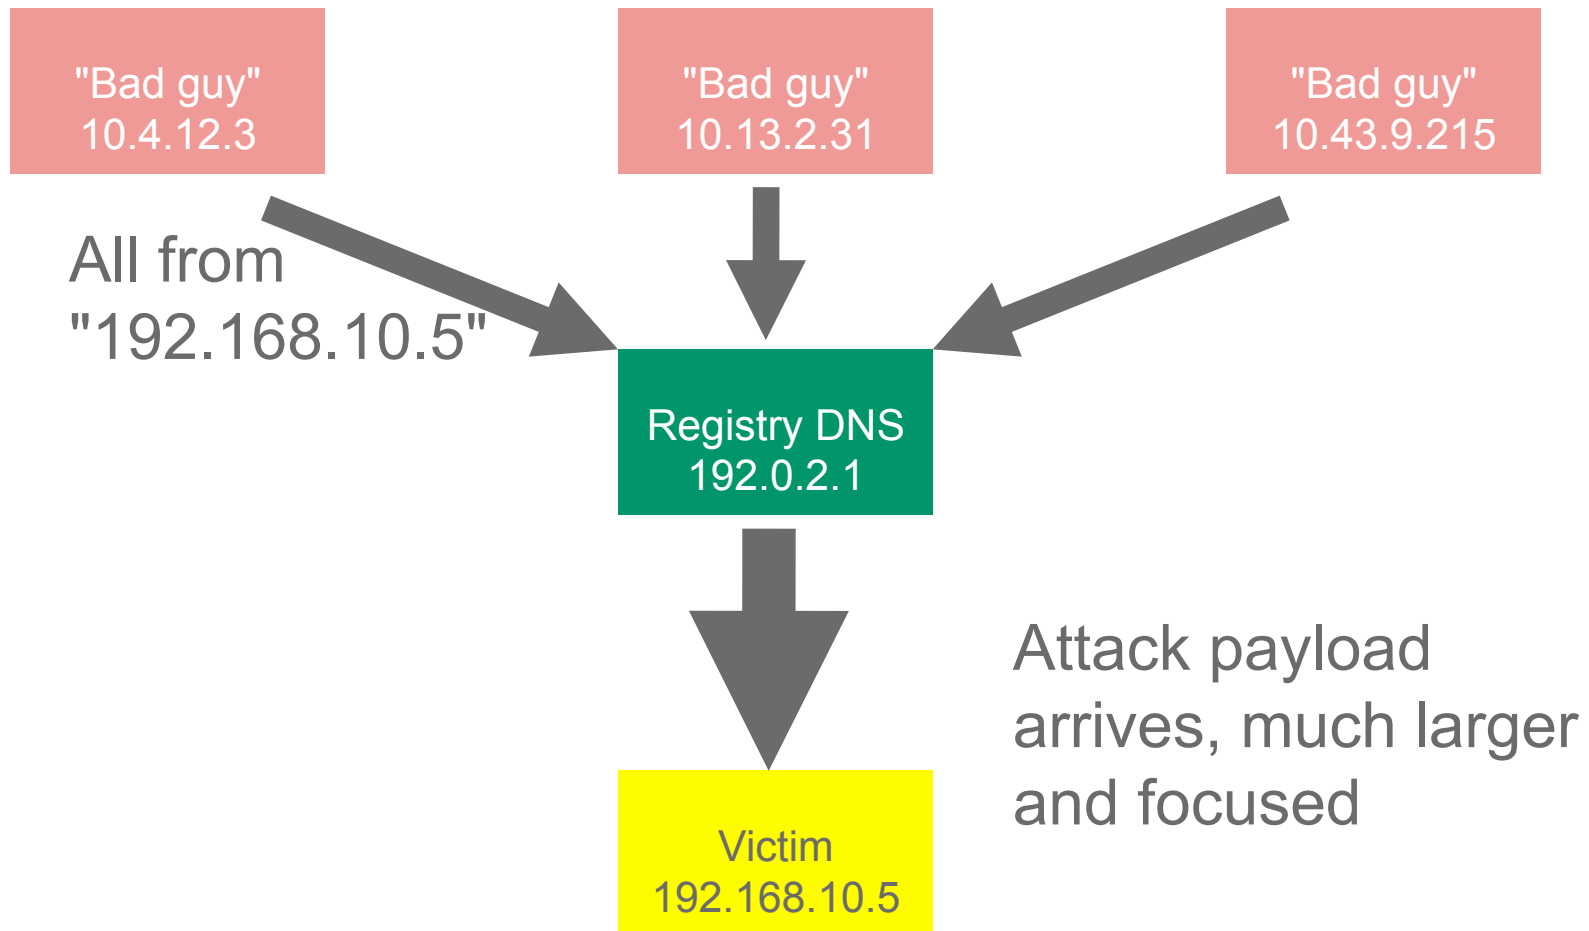 "Bad guy"
10.4.12.3
"Bad guy"
10.13.2.31
"Bad guy"
10.43.9.215
All from
"192.168.10.5"
Registry DNS
192.0.2.1
Attack payload
arrives, much larger
and focused
Victim
192.168.10.5